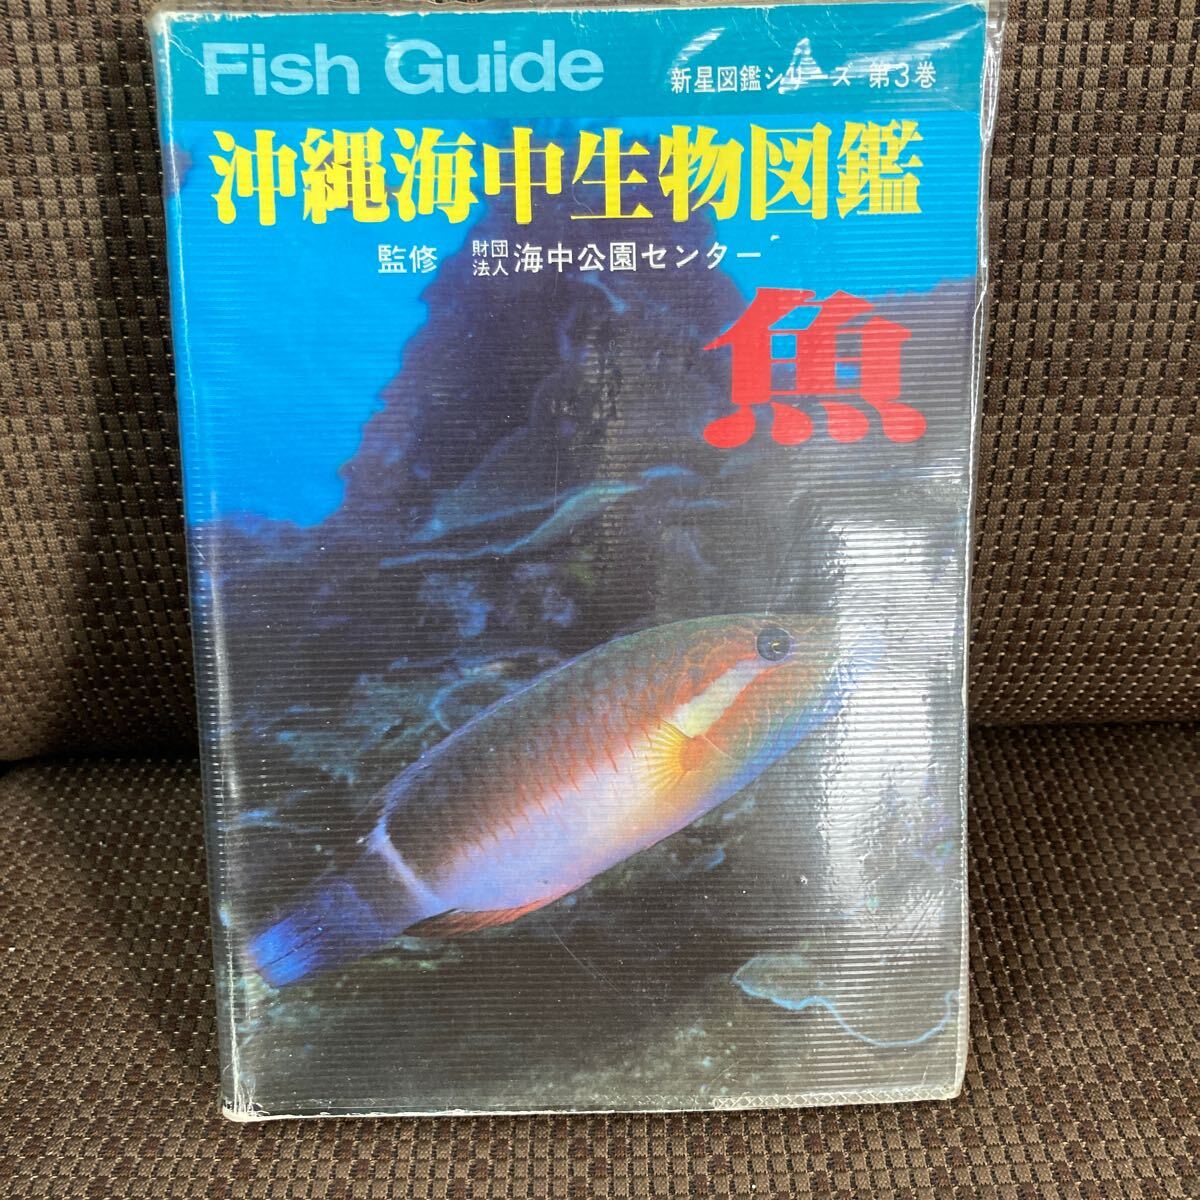 Fish Guide
新星図鑑シリーズ 第3巻
沖縄海中生物図鑑
監修 財団法人 海中公園センター
魚